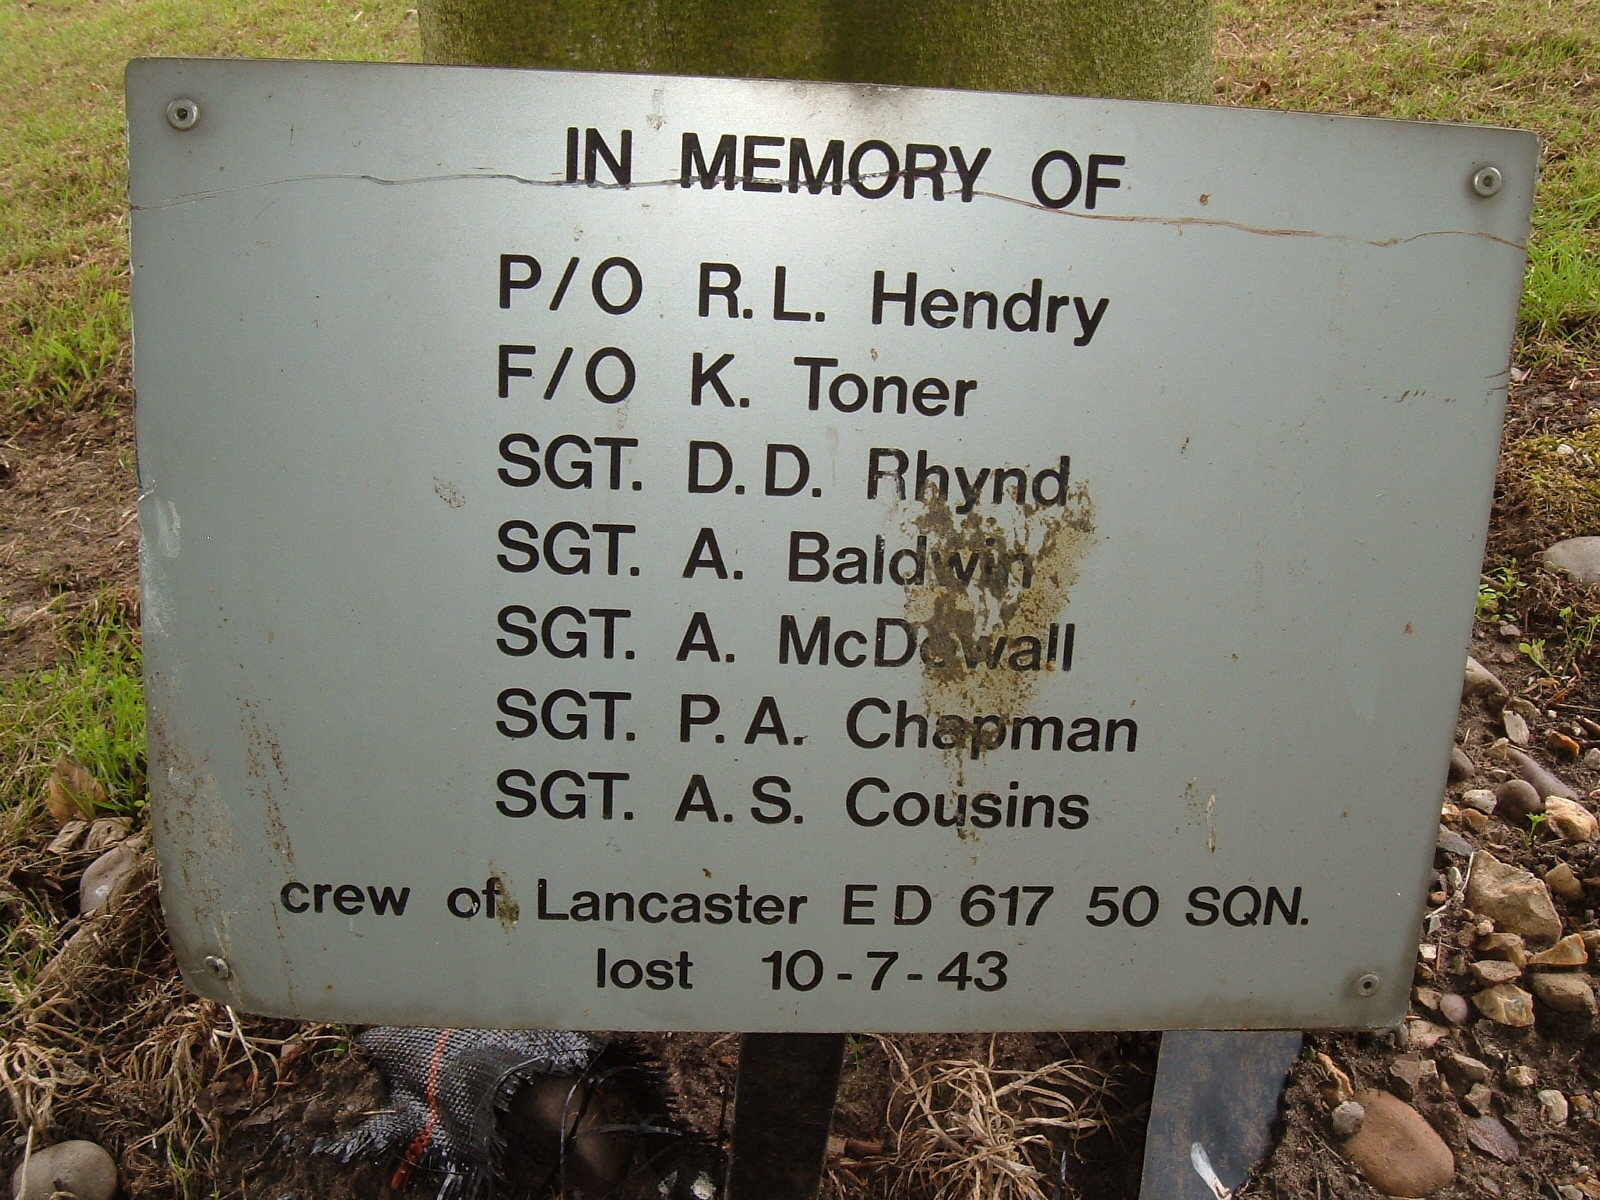 IN MEMORY OF
P/O R.L. Hendry
F/O K. Toner
SGT. D.D. Rhynd
SGT. A. Baldwin
SGT. A. McDowall
SGT. P.A. Chapman
SGT. A.S. Cousins
crew of Lancaster ED 617 50 SQN.
lost 10-7-43